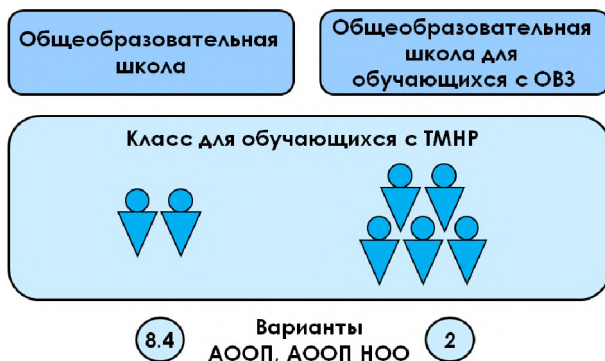 Общеобразовательная
школа
Общеобразовательная
школа для
обучающихся с ОВЗ
Класс для обучающихся с ТМНР
8.4
Варианты
АООП, АООП НОО
2